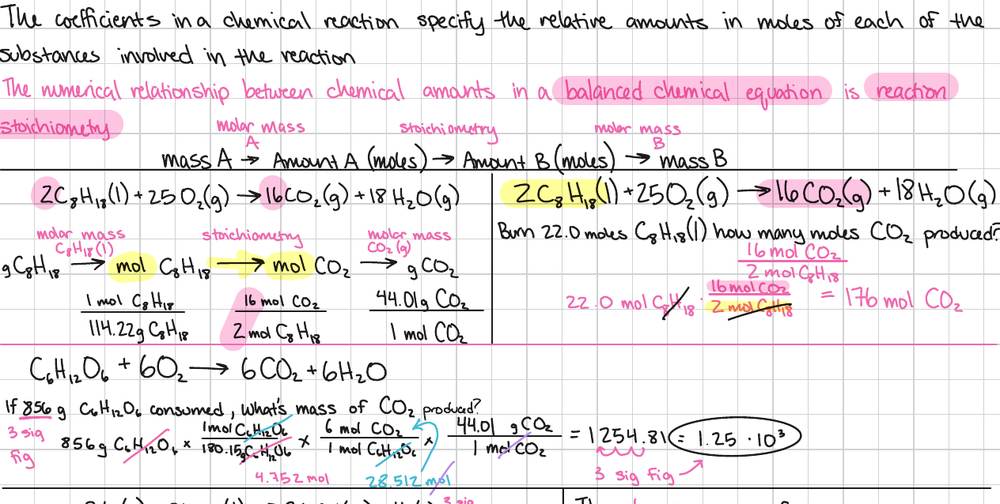 The coefficients in a chemical reaction specify the relative amounts in moles of each of the
substances involved in the reaction
The numerical relationship between chemical amounts in a balanced chemical equation is reaction
stoichiometry
molar mass A
stoichiometry
molar mass B
mass A → Amount A (moles) → Amount B (moles) → mass B
2C₈H₁₈(l) + 25O₂(g) → 16CO₂(g) + 18H₂O(g)
molar mass C₈H₁₈(l)
stoichiometry
molar mass CO₂(g)
gC₈H₁₈ → mol C₈H₁₈ → mol CO₂ → gCO₂
1 mol C₈H₁₈ / 114.22g C₈H₁₈
16 mol CO₂ / 2 mol C₈H₁₈
44.01g CO₂ / 1 mol CO₂
2C₈H₁₈(l) + 25O₂(g) → 16CO₂(g) + 18H₂O(g)
Burn 22.0 moles C₈H₁₈(l) how many moles CO₂ produced?
16 mol CO₂ / 2 mol C₈H₁₈
22.0 mol C₈H₁₈ · 16 mol CO₂ / 2 mol C₈H₁₈ = 176 mol CO₂
C₆H₁₂O₆ + 6O₂ → 6CO₂ + 6H₂O
If 856 g C₆H₁₂O₆ consumed, what's mass of CO₂ produced?
3 sig fig
856g C₆H₁₂O₆ × 1mol C₆H₁₂O₆ / 180.15g C₆H₁₂O₆ × 6 mol CO₂ / 1 mol C₆H₁₂O₆ × 44.01 g CO₂ / 1 mol CO₂ = 1254.81 = 1.25 · 10³
4.752 mol
28.512 mol
3 sig fig
3 sig